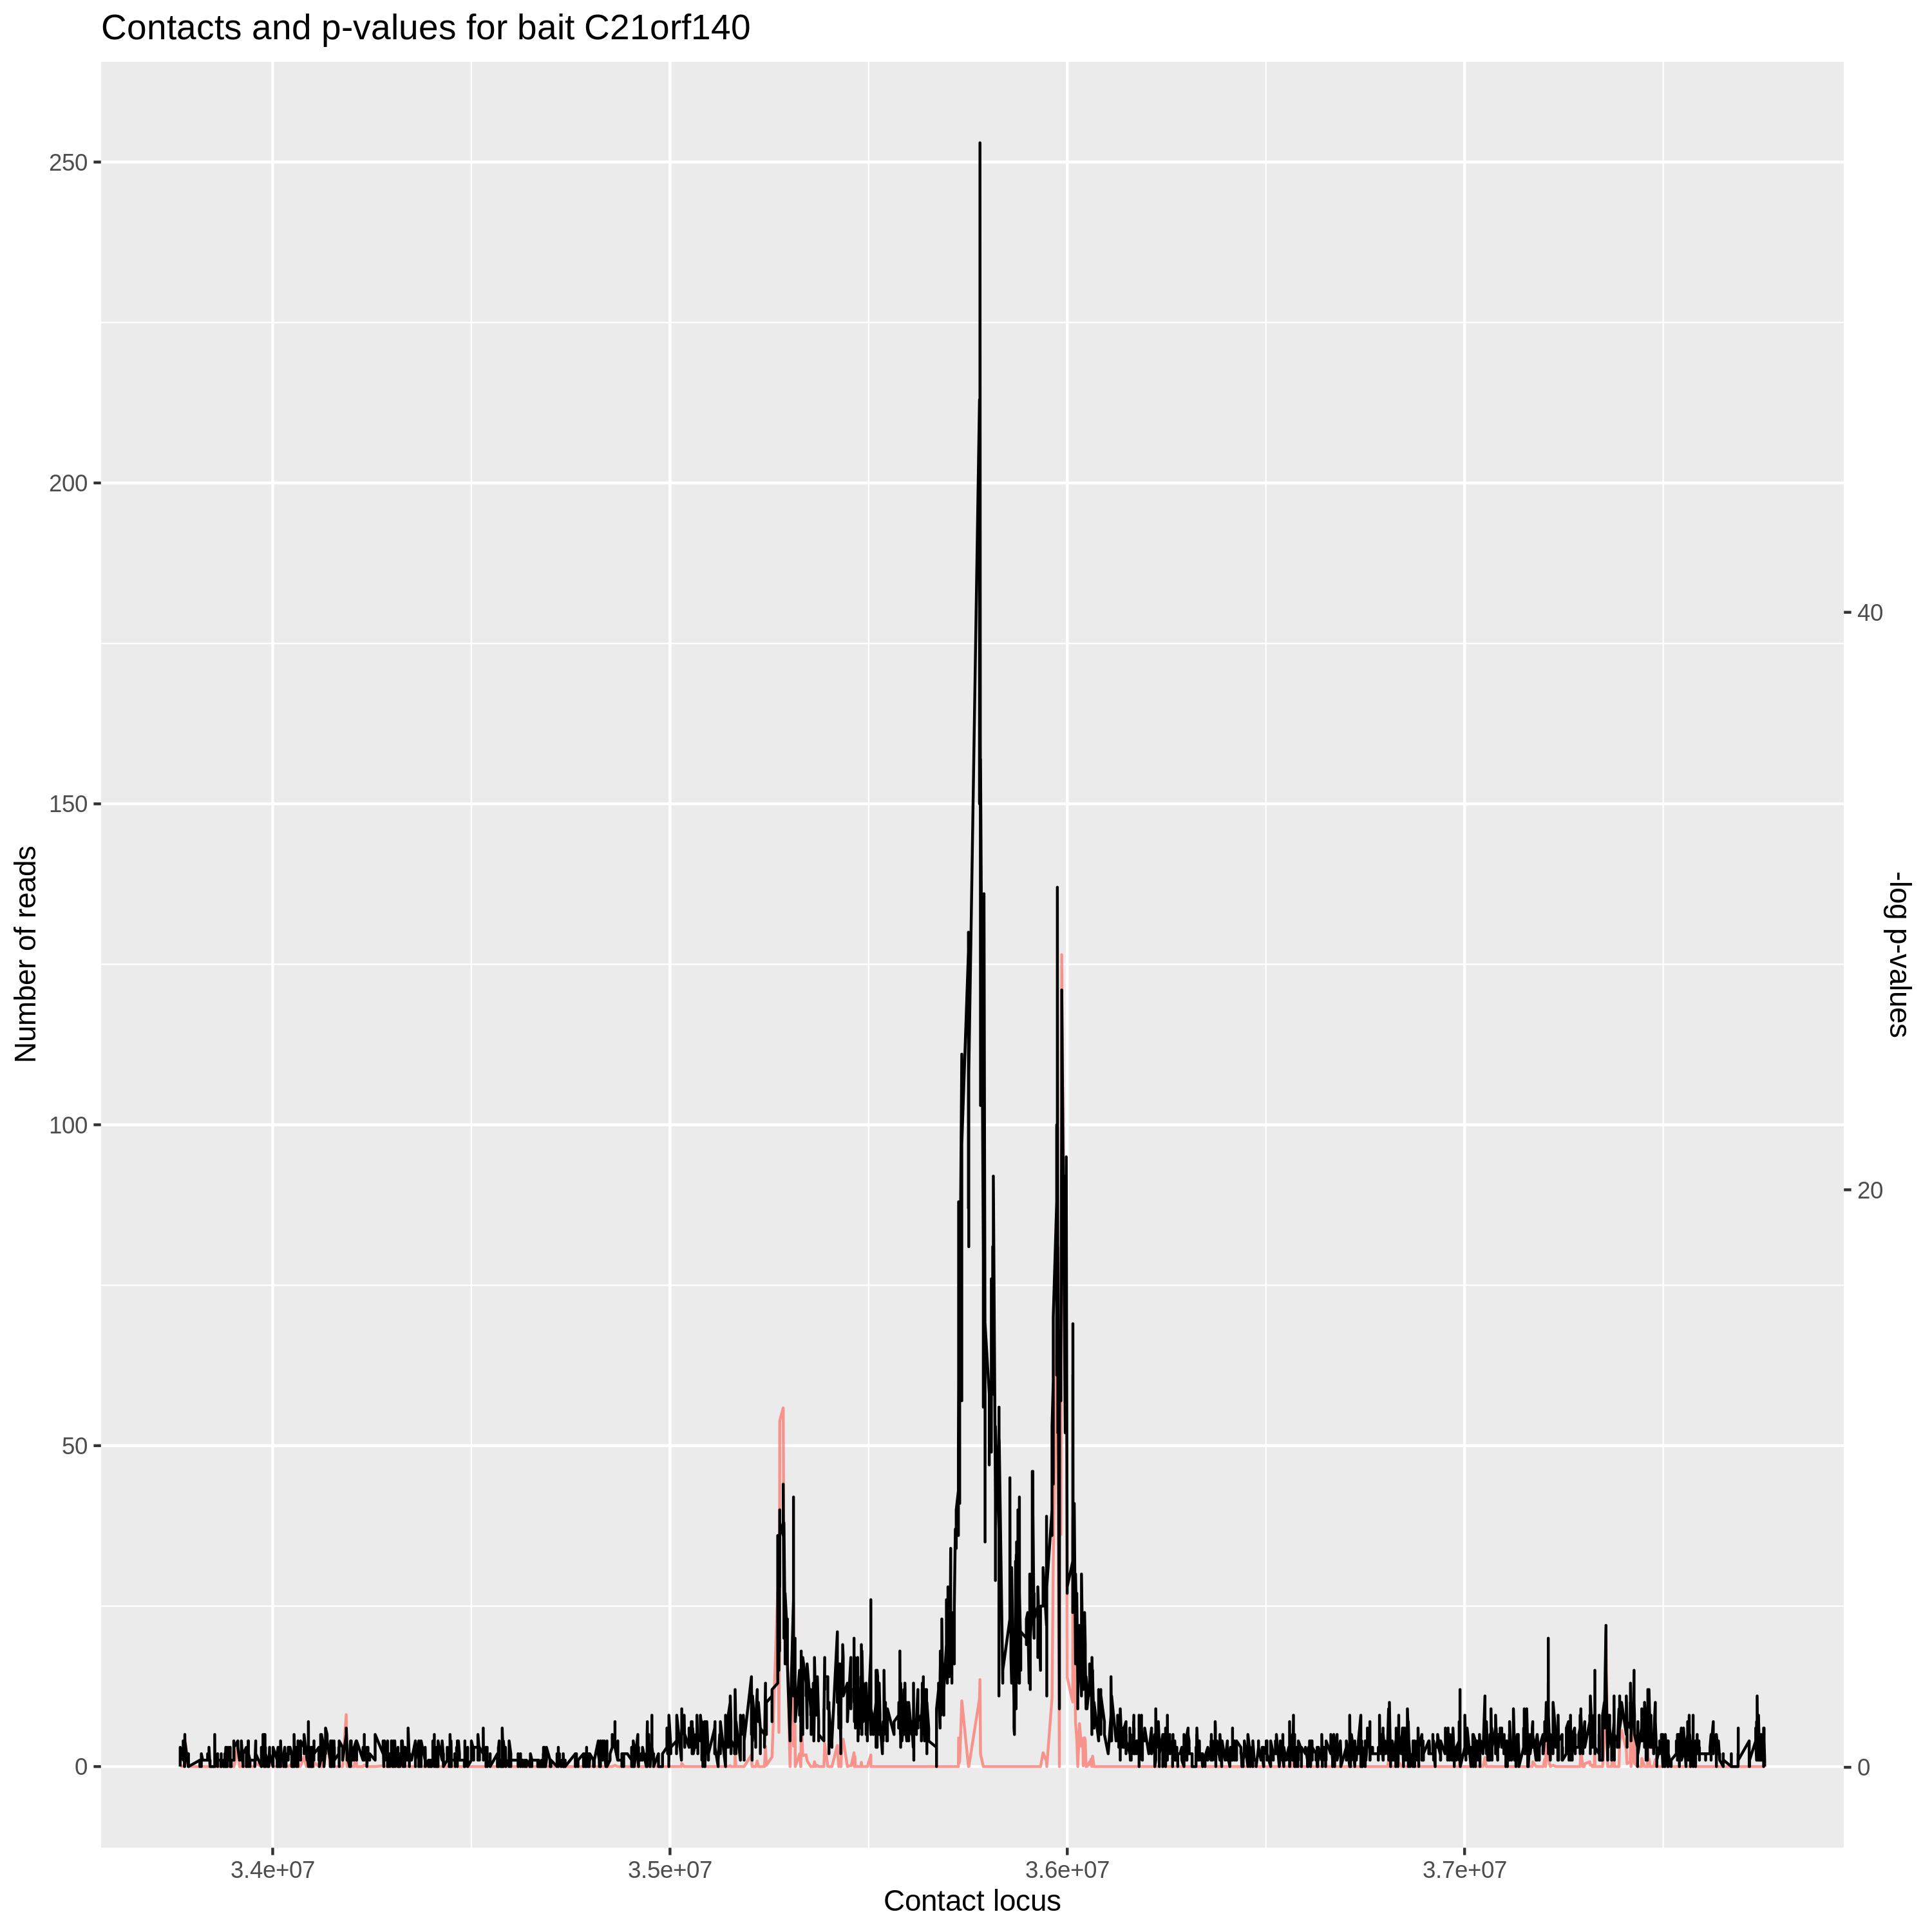 Contacts and p-values for bait C21orf140
250
200
150
100
50
0
Number of reads
40
20
0
-log p-values
3.4e+07
3.5e+07
3.6e+07
3.7e+07
Contact locus